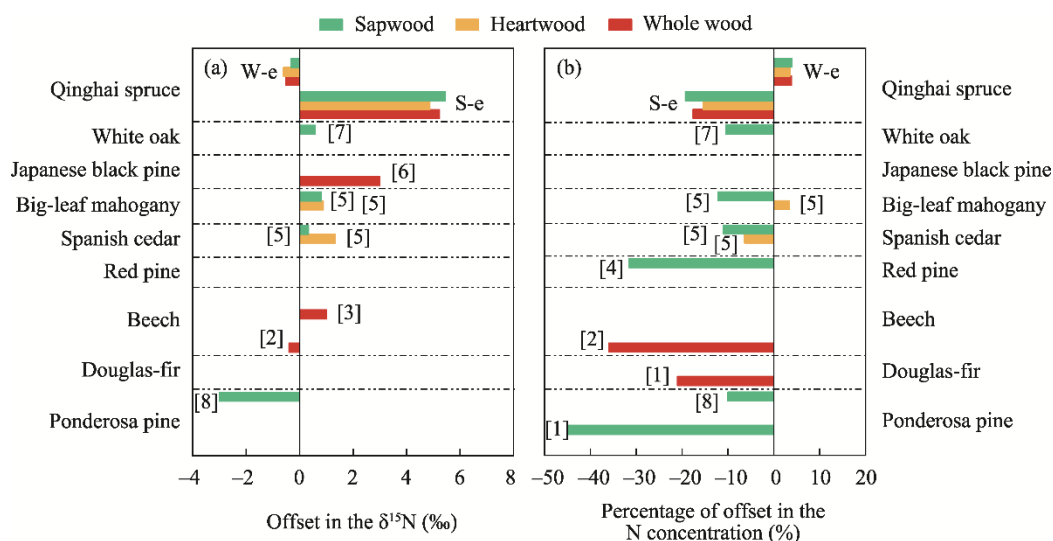 Sapwood Heartwood Whole wood
(a)
W-e
S-e
Qinghai spruce
White oak
[7]
Japanese black pine
[6]
Big-leaf mahogany
[5] [5]
Spanish cedar
[5] [5]
Red pine
Beech
[3]
[2]
Douglas-fir
[8]
Ponderosa pine
–4 –2 0 2 4 6 8
Offset in the δ¹⁵N (‰)
(b)
W-e
S-e
Qinghai spruce
[7]
White oak
Japanese black pine
[5] [5]
Big-leaf mahogany
[5] [5]
Spanish cedar
[4]
Red pine
Beech
[2]
[1]
Douglas-fir
[8]
Ponderosa pine
[1]
–50 –40 –30 –20 –10 0 10 20
Percentage of offset in the
N concentration (%)